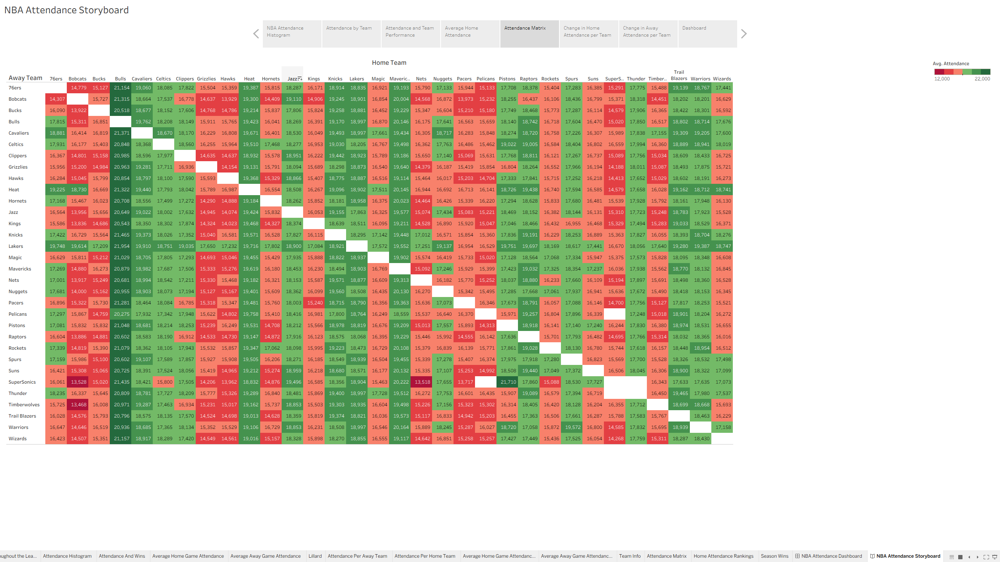 NBA Attendance Storyboard
NBA Attendance Histogram
Attendance by Team
Attendance and Team Performance
Average Home Attendance
Attendance Matrix
Change in Home Attendance per Team
Change in Away Attendance per Team
Dashboard
Home Team
Avg. Attendance
12,000 22,000
Away Team 76ers Bobcats Bucks Bulls Cavaliers Celtics Clippers Grizzlies Hawks Heat Hornets Jazz Kings Knicks Lakers Magic Maveric.. Nets Nuggets Pacers Pelicans Pistons Raptors Rockets Spurs Suns SuperS.. Thunder Timber.. Trail Blazers Warriors Wizards
76ers 14,779 15,127 21,154 19,060 18,085 17,822 15,504 15,359 19,387 15,815 18,287 16,171 18,914 18,835 16,921 19,193 15,790 17,133 15,944 15,133 17,708 18,378 15,404 17,283 16,385 15,291 17,775 15,488 19,139 18,767 17,441
Bobcats 14,307 15,727 21,315 18,664 17,537 16,778 14,637 13,929 19,300 14,409 19,110 14,906 19,245 18,901 16,854 20,004 14,568 16,872 13,973 15,232 18,255 16,437 16,106 18,436 16,799 15,371 18,318 14,451 18,202 18,201 16,629
Bucks 16,090 13,922 20,518 18,677 18,152 17,606 14,768 14,786 19,214 15,837 17,806 15,824 19,258 18,881 16,452 19,229 15,347 16,604 15,210 15,180 17,749 18,468 15,773 17,287 16,114 14,579 17,906 16,365 18,422 18,301 16,592
Bulls 17,815 15,311 16,851 19,762 18,208 18,149 15,911 15,765 19,423 16,041 18,269 16,391 19,170 18,997 16,870 20,146 16,175 17,641 16,563 15,659 18,140 18,742 16,718 17,604 16,470 15,020 17,850 16,517 18,802 18,714 17,676
Cavaliers 18,881 16,414 16,819 21,371 18,670 18,170 16,229 16,808 19,671 16,401 18,530 16,049 19,493 18,997 17,661 19,434 16,305 18,717 16,283 15,848 18,274 18,720 16,758 17,226 16,307 15,989 17,838 17,155 19,309 19,205 17,600
Celtics 17,931 16,177 15,403 20,848 18,368 18,560 16,255 15,964 19,510 17,468 18,277 16,953 19,030 18,205 16,767 19,498 16,362 17,763 16,486 15,462 19,022 19,005 16,584 18,404 16,802 16,559 17,994 16,360 18,889 18,941 18,019
Clippers 16,367 14,801 15,158 20,985 18,596 17,977 14,635 14,637 18,932 15,578 18,951 16,222 19,442 18,923 15,789 19,186 15,650 17,140 15,069 15,631 17,768 18,811 16,121 17,267 16,737 15,089 17,756 15,034 18,609 18,433 16,725
Grizzlies 15,956 15,200 14,984 20,963 19,281 17,711 16,936 14,154 19,131 15,791 18,094 15,689 18,298 18,873 16,540 19,640 14,379 16,187 15,419 15,854 16,804 18,264 16,552 17,966 16,194 14,188 18,011 15,087 18,493 17,875 15,721
Hawks 16,284 15,045 15,799 20,854 18,797 18,100 17,590 15,593 19,368 15,329 18,866 15,407 18,775 18,887 16,516 19,114 15,464 16,017 15,203 14,704 17,333 17,841 15,715 17,252 16,218 14,413 17,652 15,029 18,602 18,191 16,273
Heat 19,225 18,730 16,669 21,322 19,440 17,793 18,042 15,789 16,987 16,554 18,508 16,267 19,096 18,902 17,511 20,145 16,944 16,692 16,713 16,141 18,726 19,438 16,740 17,594 16,585 14,579 17,658 16,028 19,162 18,712 18,741
Hornets 17,168 15,467 16,023 20,708 18,556 17,499 17,272 14,290 14,888 19,184 18,262 15,852 18,181 18,958 16,375 20,023 14,464 16,426 15,339 16,220 17,294 18,628 15,833 17,680 16,481 15,539 17,928 15,792 18,161 17,948 16,130
Jazz 16,564 13,956 15,656 20,649 19,022 18,002 17,632 14,945 14,074 19,424 15,832 16,053 19,155 17,863 16,325 19,577 15,074 17,434 15,083 15,221 18,469 18,152 16,382 18,144 16,131 15,310 17,723 15,248 18,783 17,923 15,528
Kings 15,586 13,836 14,686 20,543 18,350 18,302 17,874 14,324 14,023 19,468 14,327 18,374 18,639 18,511 16,095 19,211 14,528 16,890 15,920 15,047 17,046 18,466 16,432 16,955 16,468 15,329 17,494 15,283 19,033 18,529 16,371
Knicks 17,422 16,729 15,564 21,465 19,373 18,026 17,352 15,040 16,581 19,571 16,528 17,827 16,115 18,295 17,142 19,448 17,012 16,571 15,854 15,360 17,836 19,191 16,229 18,253 16,889 15,363 17,827 16,055 18,393 18,704 18,276
Lakers 19,748 19,614 17,209 21,954 19,910 18,751 19,035 17,650 17,232 19,716 17,802 18,900 17,084 18,921 17,572 19,552 17,251 19,137 16,954 16,529 19,751 19,697 18,169 18,617 17,441 16,670 18,056 17,640 19,280 19,387 18,747
Magic 16,629 15,811 15,212 21,029 18,705 17,805 17,293 14,693 15,046 19,455 15,429 17,935 15,888 18,822 18,937 19,902 15,574 16,419 15,733 15,020 17,128 18,564 17,068 17,334 15,947 15,375 17,573 15,828 18,095 18,348 16,608
Mavericks 17,269 14,880 16,273 20,879 18,982 17,687 17,506 15,333 15,276 19,619 16,180 18,453 16,230 18,494 18,903 16,769 15,092 17,246 15,929 15,399 17,423 19,032 17,325 18,354 17,237 16,036 17,938 15,562 18,770 18,132 16,845
Nets 17,001 13,917 15,249 20,681 18,994 18,542 17,211 15,330 15,468 19,182 16,321 18,153 15,587 19,571 18,877 16,609 19,313 16,182 15,770 15,252 18,037 18,880 16,233 17,660 16,109 15,194 17,897 15,691 18,498 18,360 16,528
Nuggets 17,681 14,000 15,162 20,955 18,903 18,073 17,194 15,127 15,167 19,401 15,609 18,362 16,099 19,560 18,508 16,435 20,130 16,270 15,342 15,495 17,285 17,668 17,061 17,937 16,941 15,636 17,672 15,490 18,418 18,153 16,345
Pacers 16,896 15,322 15,730 21,281 18,464 18,084 16,785 15,318 15,347 19,481 15,760 18,003 15,240 18,715 18,790 16,356 19,363 15,636 17,073 16,346 17,673 18,791 16,057 17,088 16,146 14,700 17,756 15,127 17,817 18,253 15,521
Pelicans 17,297 15,867 14,759 20,275 17,932 17,342 17,948 15,622 14,802 19,758 15,410 18,416 16,981 17,800 18,764 16,249 18,559 15,537 16,640 16,370 15,971 19,257 16,804 17,896 16,339 17,248 15,018 18,901 18,204 16,272
Pistons 17,081 15,832 15,832 21,048 18,681 18,214 18,253 15,239 16,249 19,531 14,708 18,212 15,566 18,978 18,819 16,676 19,209 15,013 17,557 15,893 14,313 18,918 16,141 17,140 17,240 16,244 17,830 16,380 18,974 18,531 16,655
Raptors 16,604 13,886 14,881 20,602 18,583 18,190 16,912 14,533 14,730 19,147 14,872 17,916 16,123 18,575 18,068 16,395 19,229 15,446 15,992 14,555 16,142 17,636 15,701 17,793 16,482 14,695 17,766 15,314 18,032 18,365 16,016
Rockets 17,339 14,819 15,390 21,079 18,362 18,105 17,943 15,532 15,857 19,347 17,062 18,098 15,995 19,223 18,473 16,729 20,108 15,379 16,839 16,139 15,771 17,861 19,028 18,130 16,780 15,744 17,618 16,157 18,448 18,954 16,512
Spurs 17,159 15,986 15,100 20,602 19,107 17,589 17,857 15,927 15,908 19,505 16,206 18,271 16,185 18,549 18,939 16,504 19,455 15,339 17,278 15,407 16,374 17,975 17,918 17,280 16,823 15,569 17,700 15,528 18,326 18,532 17,498
Suns 16,421 15,308 15,065 20,725 18,391 17,524 18,056 15,419 14,965 19,212 15,274 18,959 16,218 18,680 18,571 16,177 20,132 15,335 17,107 15,253 14,992 18,508 19,440 17,049 17,372 16,506 18,045 16,306 18,900 18,322 17,099
SuperSonics 16,061 13,528 15,020 21,435 18,421 15,800 17,505 14,206 13,962 18,832 14,876 19,496 16,585 18,356 18,904 15,463 20,222 13,518 17,655 13,717 21,710 17,860 15,088 18,530 17,727 16,343 17,633 17,635 17,073
Thunder 18,235 16,337 15,645 20,809 18,781 17,727 18,209 15,777 15,326 19,289 16,840 18,481 15,869 19,400 18,997 17,728 19,512 16,272 17,753 16,601 16,435 15,907 19,089 16,579 17,394 16,719 16,450 19,465 17,980 17,537
Timberwolves 15,725 13,468 16,008 20,971 19,287 17,463 16,934 15,231 15,017 19,162 15,737 18,853 15,503 19,303 18,935 16,604 19,498 15,226 17,156 15,323 15,302 16,314 18,405 16,420 18,128 16,204 16,355 17,712 18,699 18,668 15,693
Trail Blazers 16,028 14,576 15,793 20,796 18,575 18,135 17,570 14,524 14,698 19,013 14,628 18,359 15,819 19,374 18,821 16,036 19,573 15,117 16,833 14,942 15,203 16,455 17,363 16,506 17,661 16,287 15,788 17,583 15,767 18,463 16,229
Warriors 16,647 14,646 16,519 20,936 18,685 17,365 18,134 15,352 15,529 19,106 16,729 18,853 16,231 18,508 18,997 16,546 20,164 15,889 18,245 15,287 16,027 18,720 17,058 15,872 19,572 16,800 14,585 17,832 15,695 18,939 17,158
Wizards 16,423 14,507 15,351 21,157 18,917 18,289 17,420 14,549 14,561 19,016 15,157 18,328 15,898 18,270 18,855 16,555 19,117 14,642 16,851 15,258 15,257 17,427 17,449 15,436 17,525 16,054 14,268 17,759 15,311 18,287 18,430
oughout the Lea... Attendance Histogram Attendance And Wins Average Home Game Attendance Average Away Game Attendance Lillard Attendance Per Away Team Attendance Per Home Team Average Home Game Attendanc... Average Away Game Attendanc... Team Info Attendance Matrix Home Attendance Rankings Season Wins NBA Attendance Dashboard NBA Attendance Storyboard